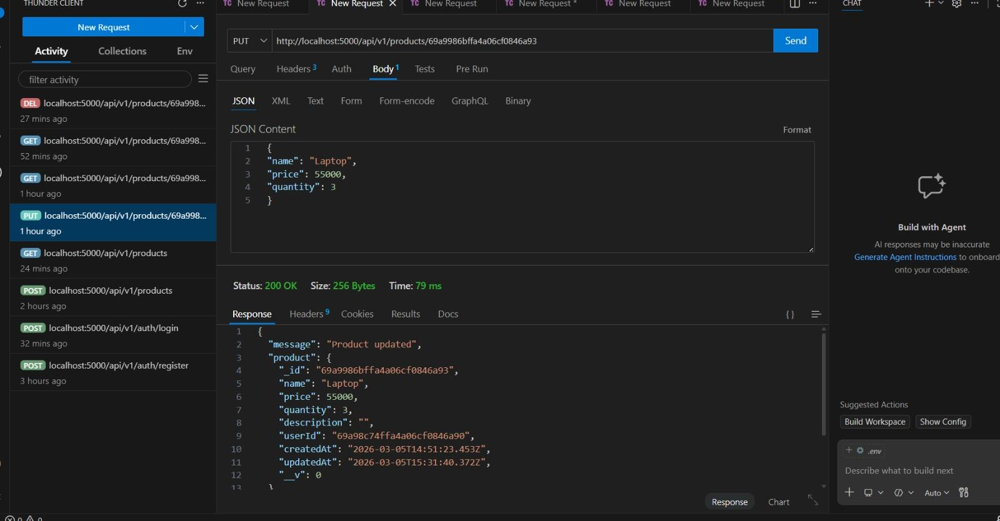 THUNDER CLIENT
New Request
Activity Collections Env
filter activity
DEL localhost:5000/api/v1/products/69a998...
27 mins ago
GET localhost:5000/api/v1/products/69a998...
52 mins ago
GET localhost:5000/api/v1/products/69a998...
1 hour ago
PUT localhost:5000/api/v1/products/69a998...
1 hour ago
GET localhost:5000/api/v1/products
24 mins ago
POST localhost:5000/api/v1/products
2 hours ago
POST localhost:5000/api/v1/auth/login
32 mins ago
POST localhost:5000/api/v1/auth/register
3 hours ago
TC New Request TC New Request TC New Request TC New Request * TC New Request TC New Request
PUT http://localhost:5000/api/v1/products/69a9986bffa4a06cf0846a93 Send
Query Headers 3 Auth Body 1 Tests Pre Run
JSON XML Text Form Form-encode GraphQL Binary
JSON Content Format
1 {
2 "name": "Laptop",
3 "price": 55000,
4 "quantity": 3
5 }
Status: 200 OK Size: 256 Bytes Time: 79 ms
Response Headers 9 Cookies Results Docs { }
1 {
2 "message": "Product updated",
3 "product": {
4 "_id": "69a9986bffa4a06cf0846a93",
5 "name": "Laptop",
6 "price": 55000,
7 "quantity": 3,
8 "description": "",
9 "userId": "69a98c74ffa4a06cf0846a90",
10 "createdAt": "2026-03-05T14:51:23.453Z",
11 "updatedAt": "2026-03-05T15:31:40.372Z",
12 "__v": 0
13 }
Response Chart
CHAT
Build with Agent
AI responses may be inaccurate
Generate Agent Instructions to onboard
onto your codebase.
Suggested Actions
Build Workspace Show Config
.env
Describe what to build next
Auto
0 0